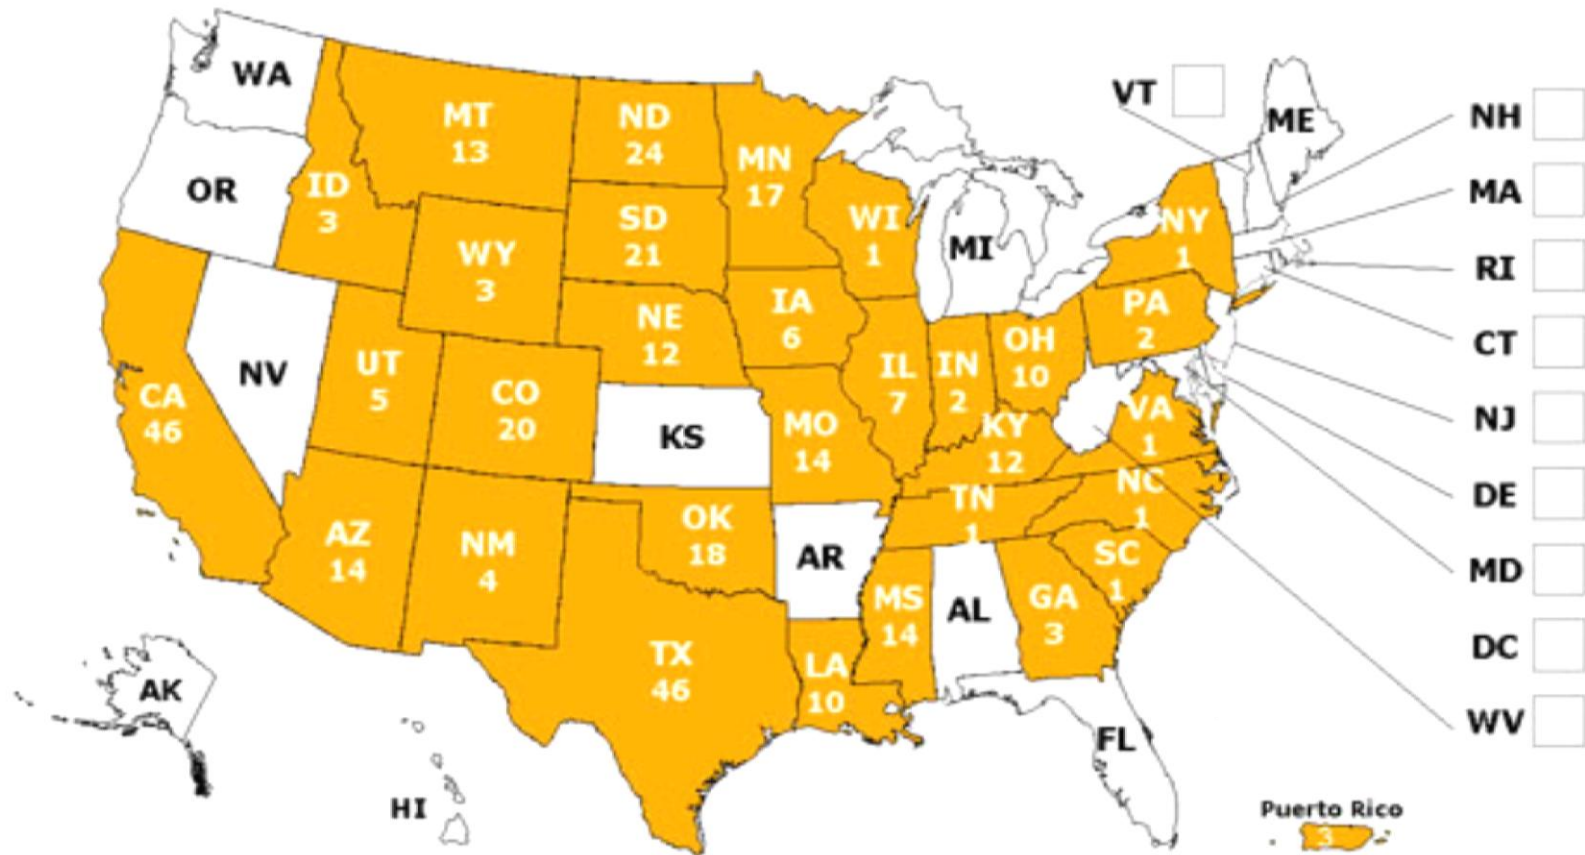 WA
OR
CA
46
NV
ID
3
MT
13
WY
3
UT
5
AZ
14
CO
20
NM
4
ND
24
SD
21
NE
12
KS
OK
18
TX
46
MN
17
IA
6
MO
14
AR
LA
10
WI
1
IL
7
MS
14
MI
IN
2
OH
10
KY
12
TN
1
AL
GA
3
FL
SC
1
NC
1
VA
1
PA
2
NY
1
ME
VT
NH
MA
RI
CT
NJ
DE
MD
DC
WV
AK
HI
Puerto Rico
3